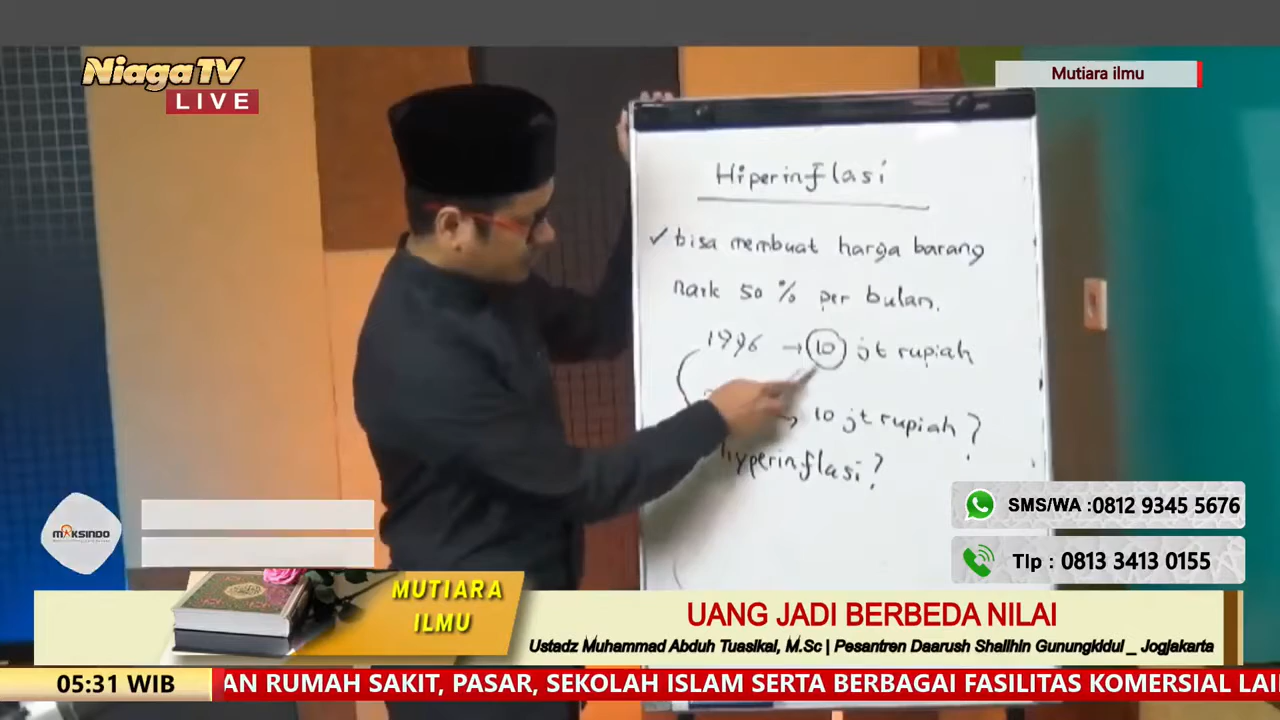 NiagaTV
LIVE
Mutiara ilmu
Hiperinflasi
✓ bisa membuat harga barang
naik 50 % per bulan.
1996 → 10 jt rupiah
→ 10 jt rupiah ?
hyperinflasi ?
MAKSINDO
SMS/WA :0812 9345 5676
Tlp : 0813 3413 0155
MUTIARA
ILMU
UANG JADI BERBEDA NILAI
Ustadz Muhammad Abduh Tuasikal, M.Sc | Pesantren Daarush Shalihin Gunungkidul _ Jogjakarta
05:31 WIB
AN RUMAH SAKIT, PASAR, SEKOLAH ISLAM SERTA BERBAGAI FASILITAS KOMERSIAL LAI